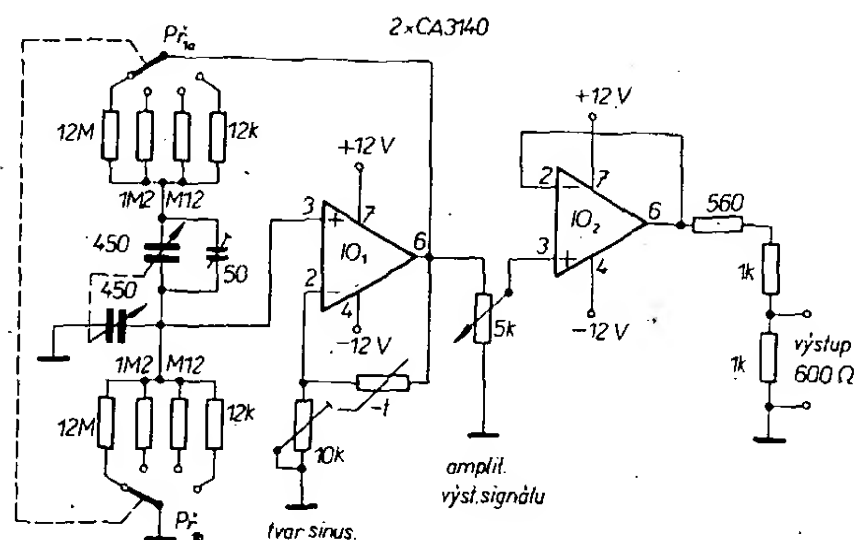 2×CA3140
Př1a
12M
12k
1M2
M12
450
50
450
1M2
M12
12M
12k
Př1b
+12 V
3
+
7
IO1
6
2
−
4
−12 V
−t
10k
tvar sinus.
5k
amplit.
výst. signálu
+12 V
2
−
7
IO2
6
3
+
4
−12 V
560
1k
1k
výstup
600 Ω